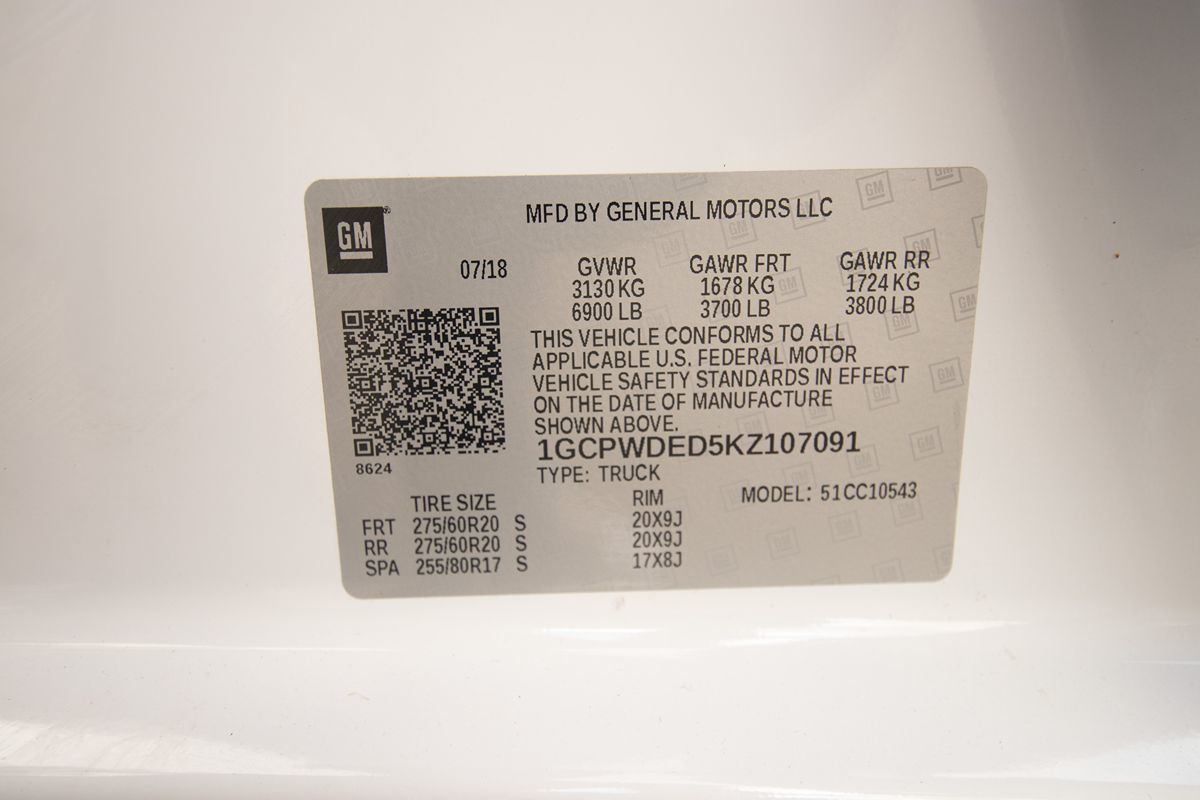 GM®
MFD BY GENERAL MOTORS LLC
07/18
GVWR GAWR FRT GAWR RR
3130 KG 1678 KG 1724 KG
6900 LB 3700 LB 3800 LB
THIS VEHICLE CONFORMS TO ALL
APPLICABLE U.S. FEDERAL MOTOR
VEHICLE SAFETY STANDARDS IN EFFECT
ON THE DATE OF MANUFACTURE
SHOWN ABOVE.
1GCPWDED5KZ107091
8624
TYPE: TRUCK
MODEL: 51CC10543
TIRE SIZE RIM
FRT 275/60R20 S 20X9J
RR 275/60R20 S 20X9J
SPA 255/80R17 S 17X8J